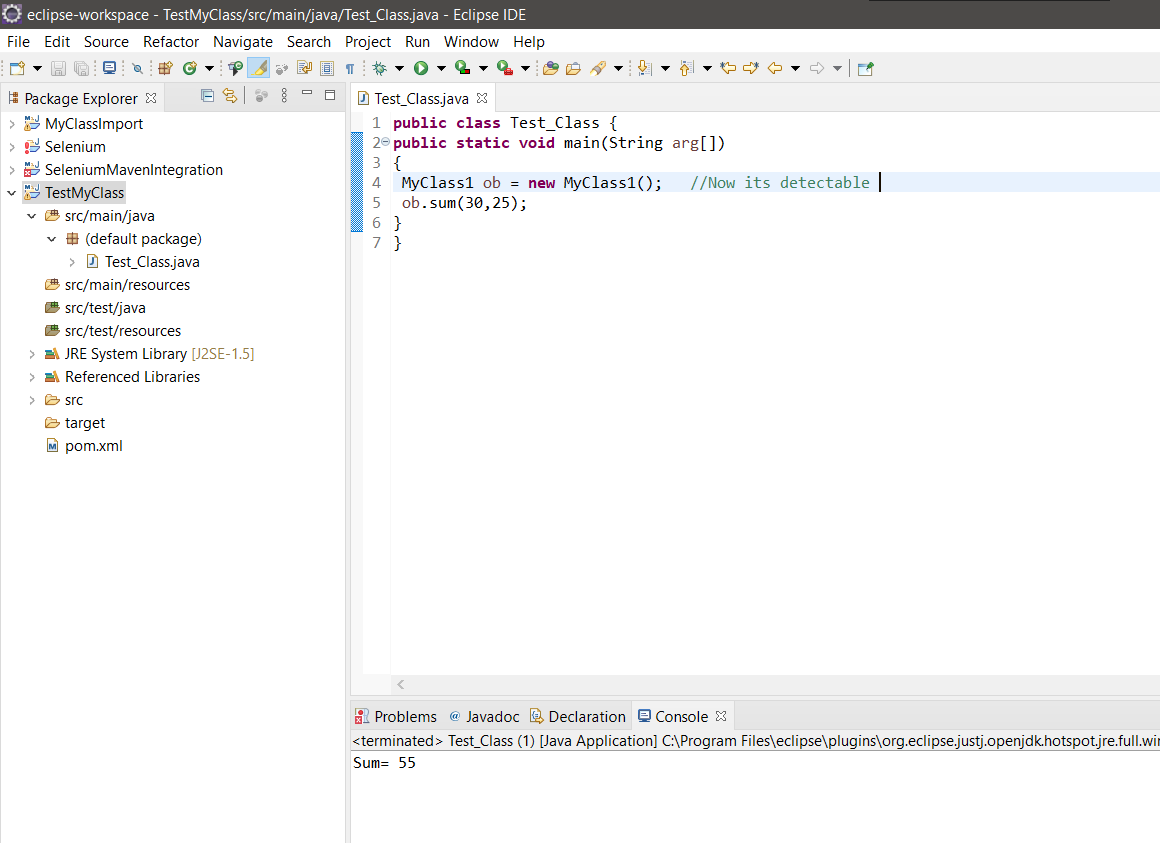 eclipse-workspace - TestMyClass/src/main/java/Test_Class.java - Eclipse IDE
File Edit Source Refactor Navigate Search Project Run Window Help
Package Explorer
MyClassImport
Selenium
SeleniumMavenIntegration
TestMyClass
src/main/java
(default package)
Test_Class.java
src/main/resources
src/test/java
src/test/resources
JRE System Library [J2SE-1.5]
Referenced Libraries
src
target
pom.xml
Test_Class.java
1 public class Test_Class {
2 public static void main(String arg[])
3 {
4 MyClass1 ob = new MyClass1(); //Now its detectable
5 ob.sum(30,25);
6 }
7 }
Problems @ Javadoc Declaration Console
<terminated> Test_Class (1) [Java Application] C:\Program Files\eclipse\plugins\org.eclipse.justj.openjdk.hotspot.jre.full.wi
Sum= 55